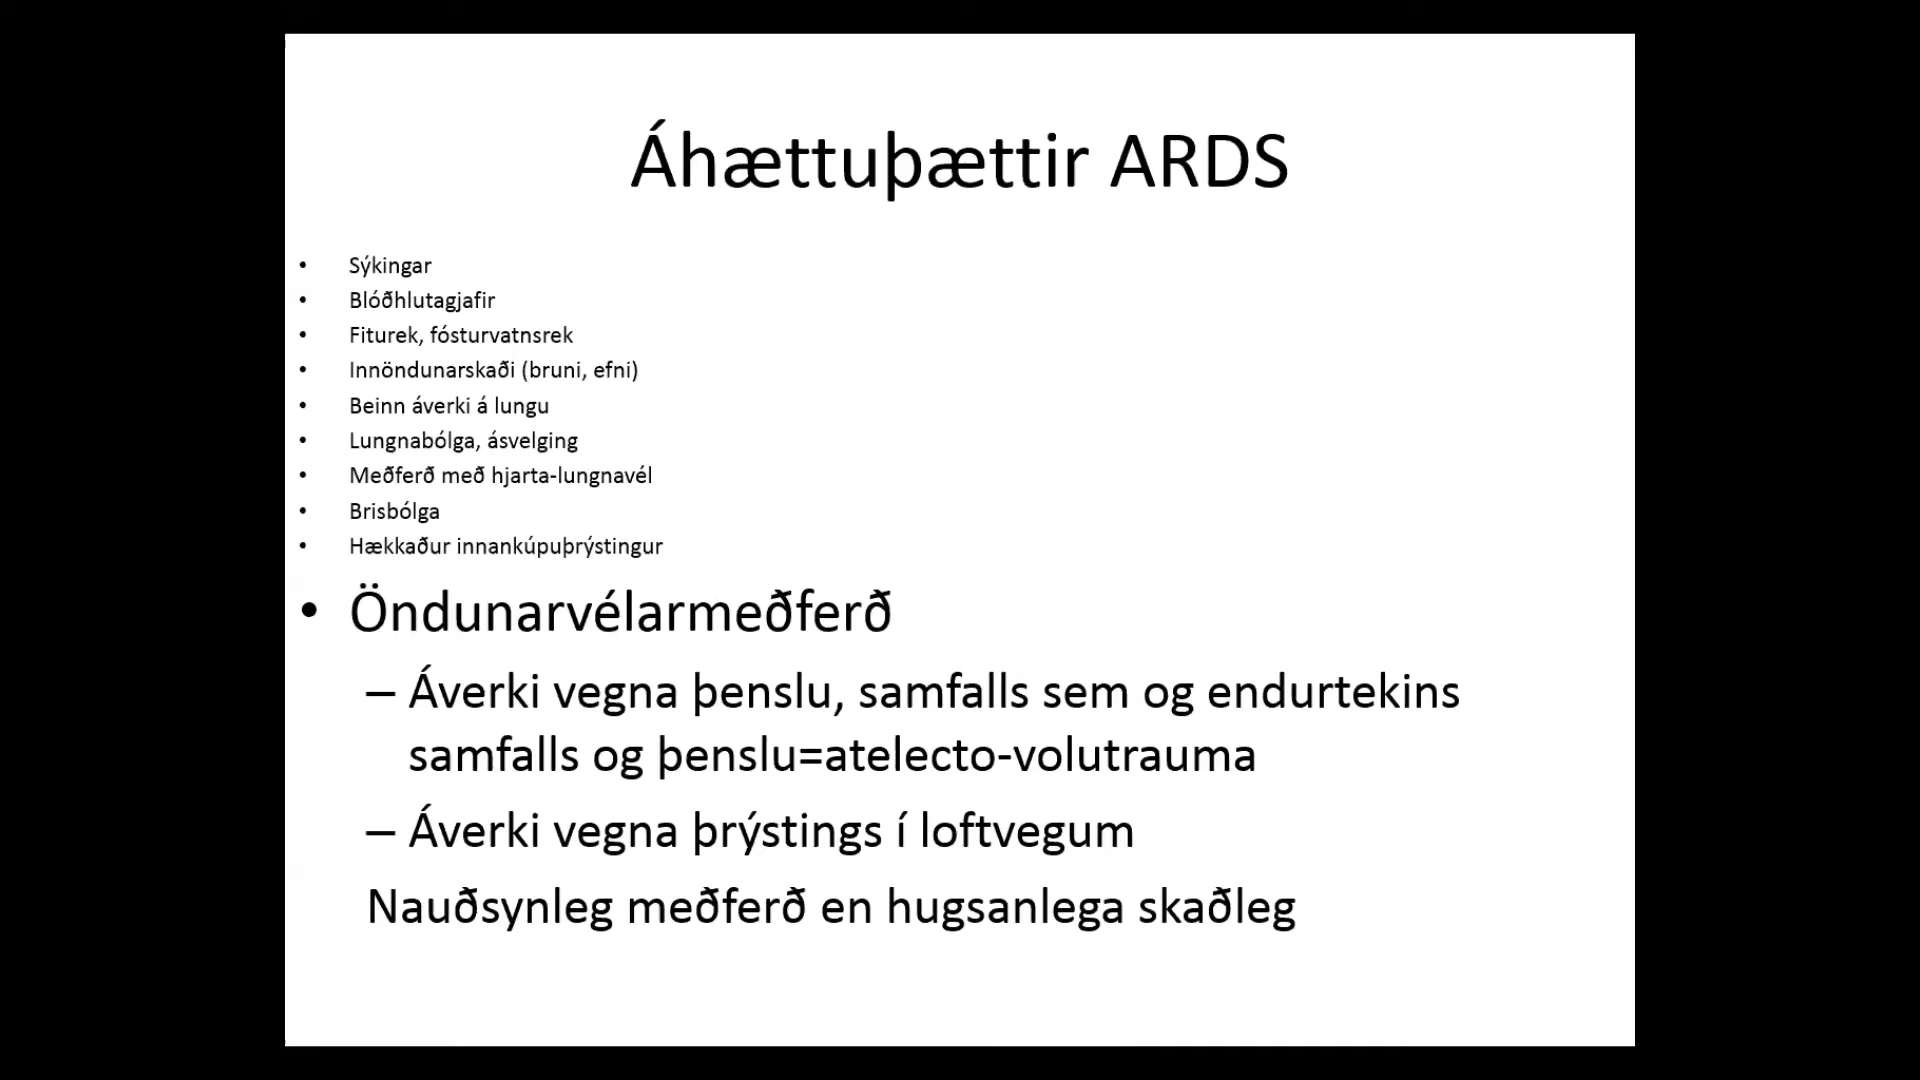 Áhættuþættir ARDS
• Sýkingar
• Blóðhlutagjafir
• Fiturek, fósturvatnsrek
• Innöndunarskaði (bruni, efni)
• Beinn áverki á lungu
• Lungnabólga, ásvelging
• Meðferð með hjarta-lungnavél
• Brisbólga
• Hækkaður innankúpuþrýstingur
• Öndunarvélarmeðferð
– Áverki vegna þenslu, samfalls sem og endurtekins
samfalls og þenslu=atelecto-volutrauma
– Áverki vegna þrýstings í loftvegum
Nauðsynleg meðferð en hugsanlega skaðleg